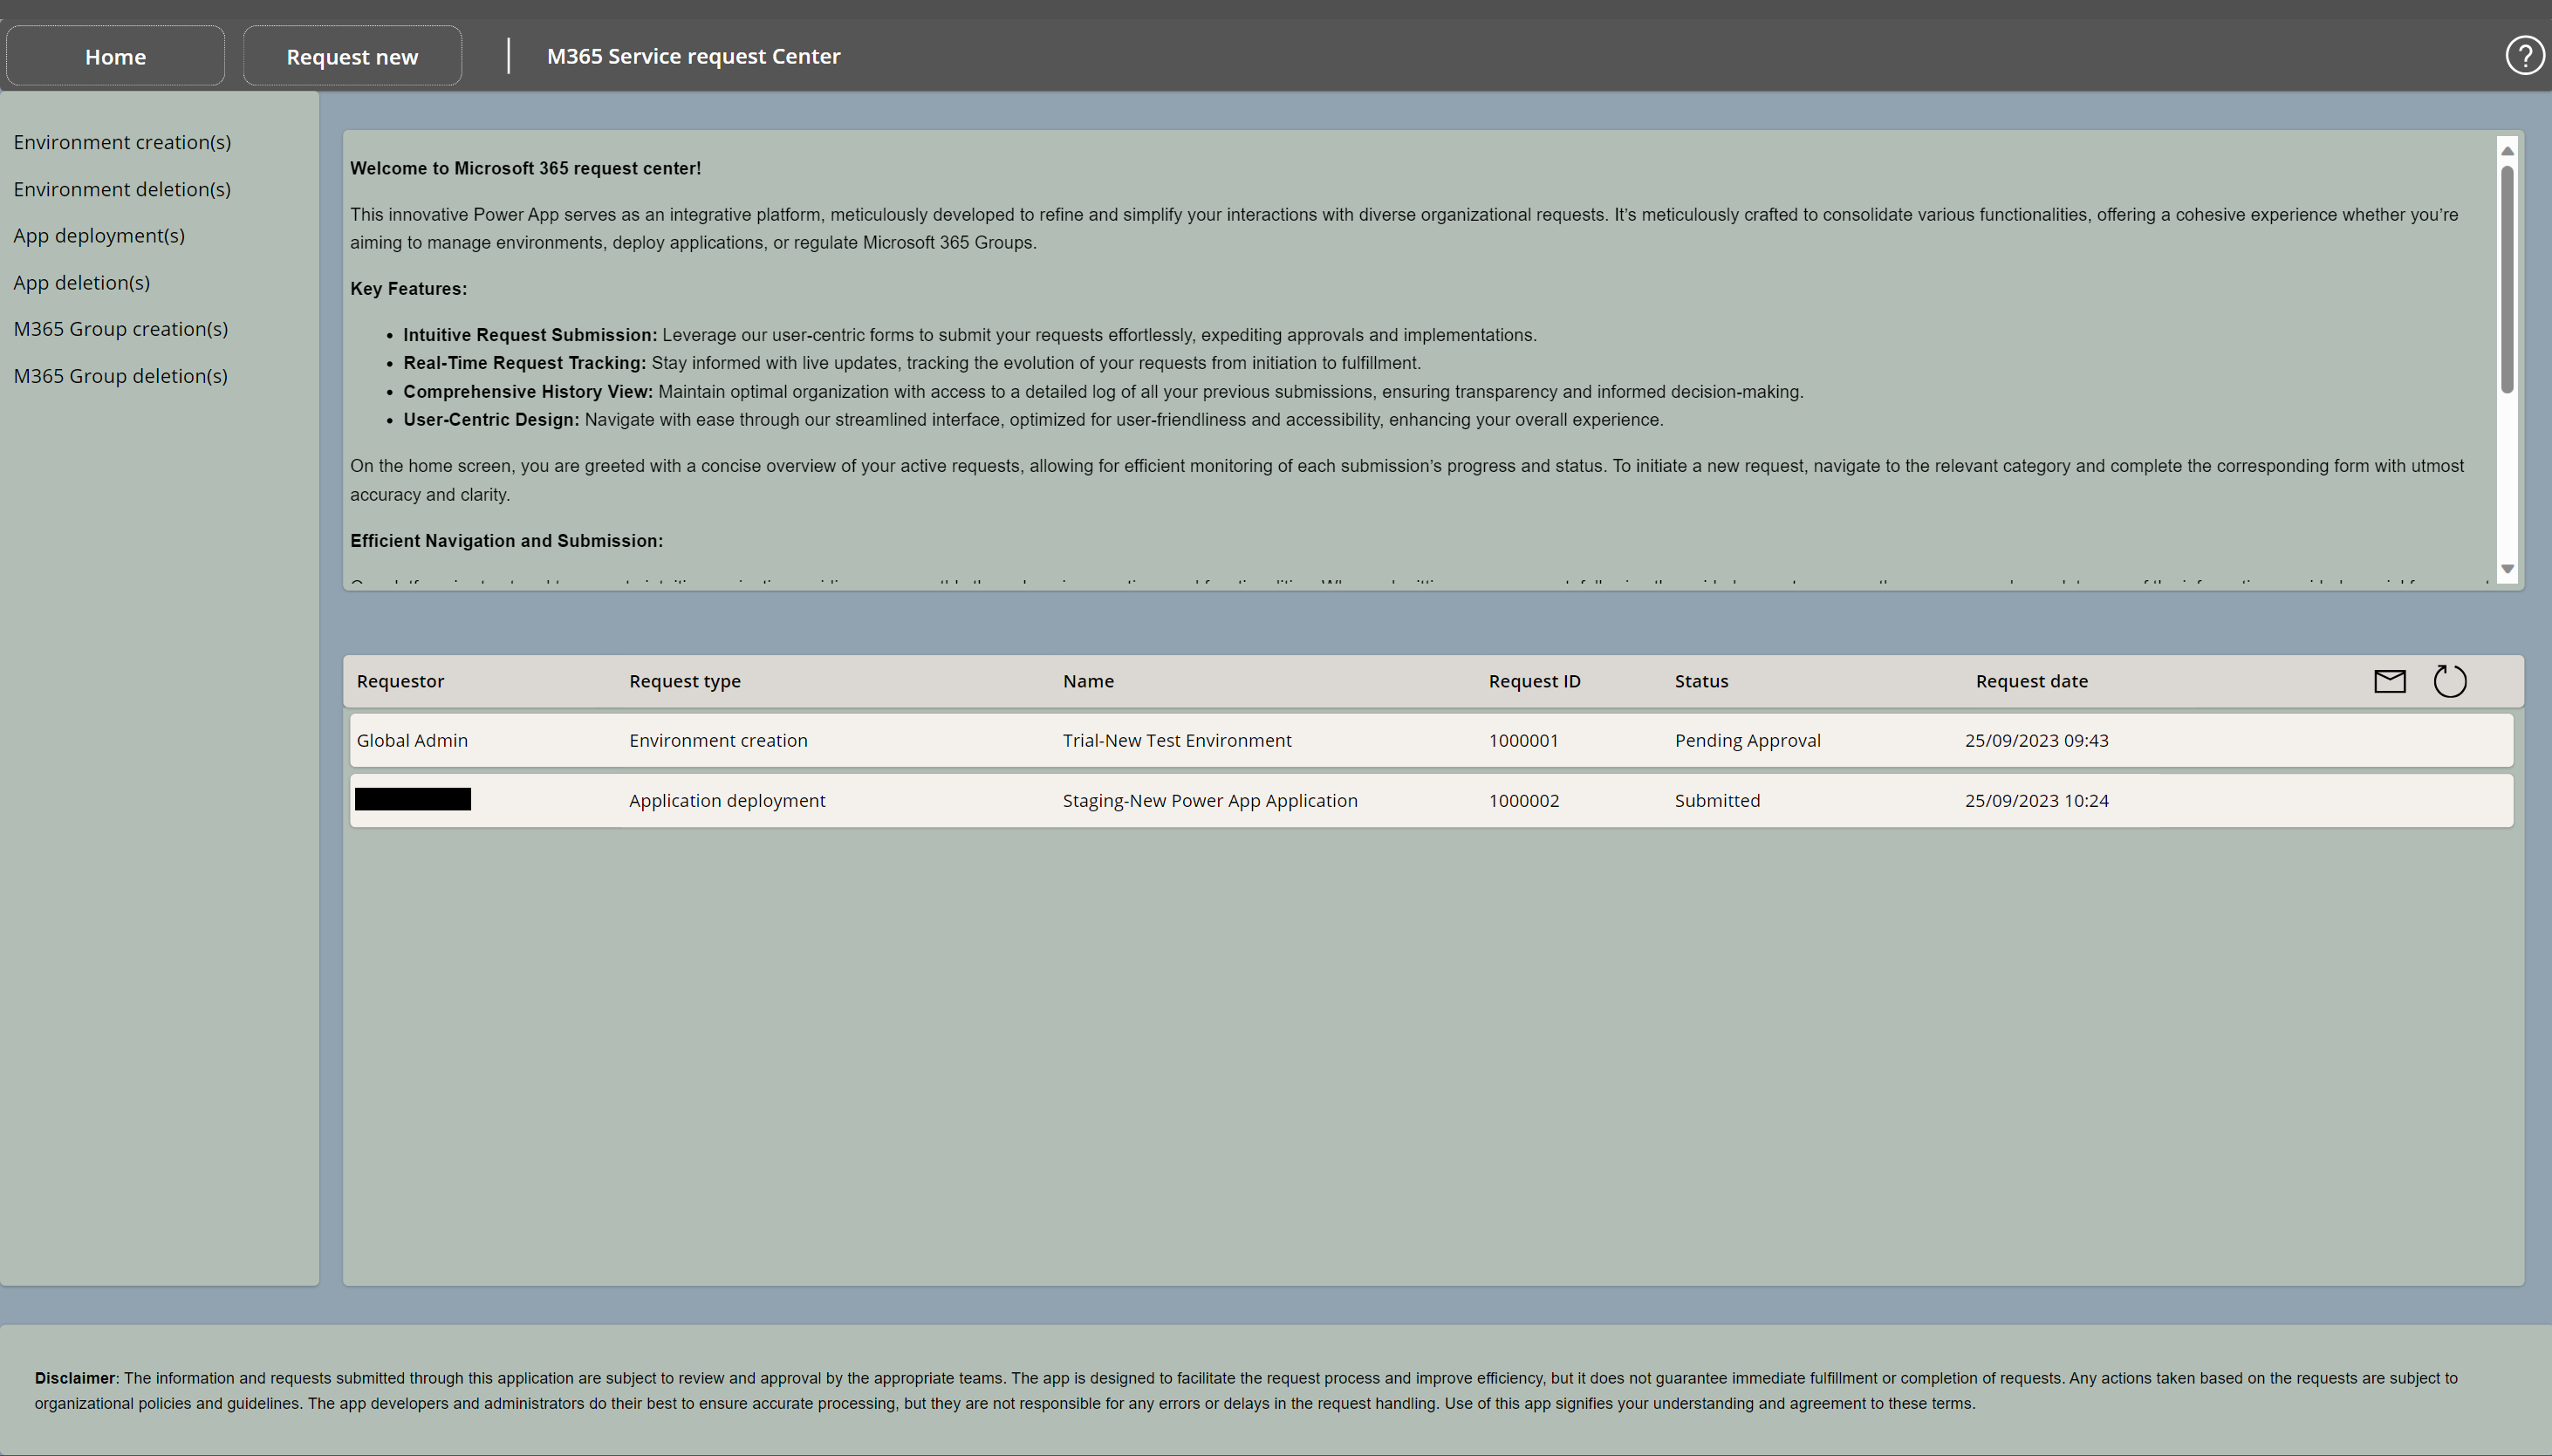 Home
Request new
M365 Service request Center
?
Environment creation(s)
Environment deletion(s)
App deployment(s)
App deletion(s)
M365 Group creation(s)
M365 Group deletion(s)
Welcome to Microsoft 365 request center!
This innovative Power App serves as an integrative platform, meticulously developed to refine and simplify your interactions with diverse organizational requests. It’s meticulously crafted to consolidate various functionalities, offering a cohesive experience whether you’re
aiming to manage environments, deploy applications, or regulate Microsoft 365 Groups.
Key Features:
• Intuitive Request Submission: Leverage our user-centric forms to submit your requests effortlessly, expediting approvals and implementations.
• Real-Time Request Tracking: Stay informed with live updates, tracking the evolution of your requests from initiation to fulfillment.
• Comprehensive History View: Maintain optimal organization with access to a detailed log of all your previous submissions, ensuring transparency and informed decision-making.
• User-Centric Design: Navigate with ease through our streamlined interface, optimized for user-friendliness and accessibility, enhancing your overall experience.
On the home screen, you are greeted with a concise overview of your active requests, allowing for efficient monitoring of each submission’s progress and status. To initiate a new request, navigate to the relevant category and complete the corresponding form with utmost
accuracy and clarity.
Efficient Navigation and Submission:
Requestor Request type Name Request ID Status Request date
Global Admin Environment creation Trial-New Test Environment 1000001 Pending Approval 25/09/2023 09:43
Application deployment Staging-New Power App Application 1000002 Submitted 25/09/2023 10:24
Disclaimer: The information and requests submitted through this application are subject to review and approval by the appropriate teams. The app is designed to facilitate the request process and improve efficiency, but it does not guarantee immediate fulfillment or completion of requests. Any actions taken based on the requests are subject to
organizational policies and guidelines. The app developers and administrators do their best to ensure accurate processing, but they are not responsible for any errors or delays in the request handling. Use of this app signifies your understanding and agreement to these terms.